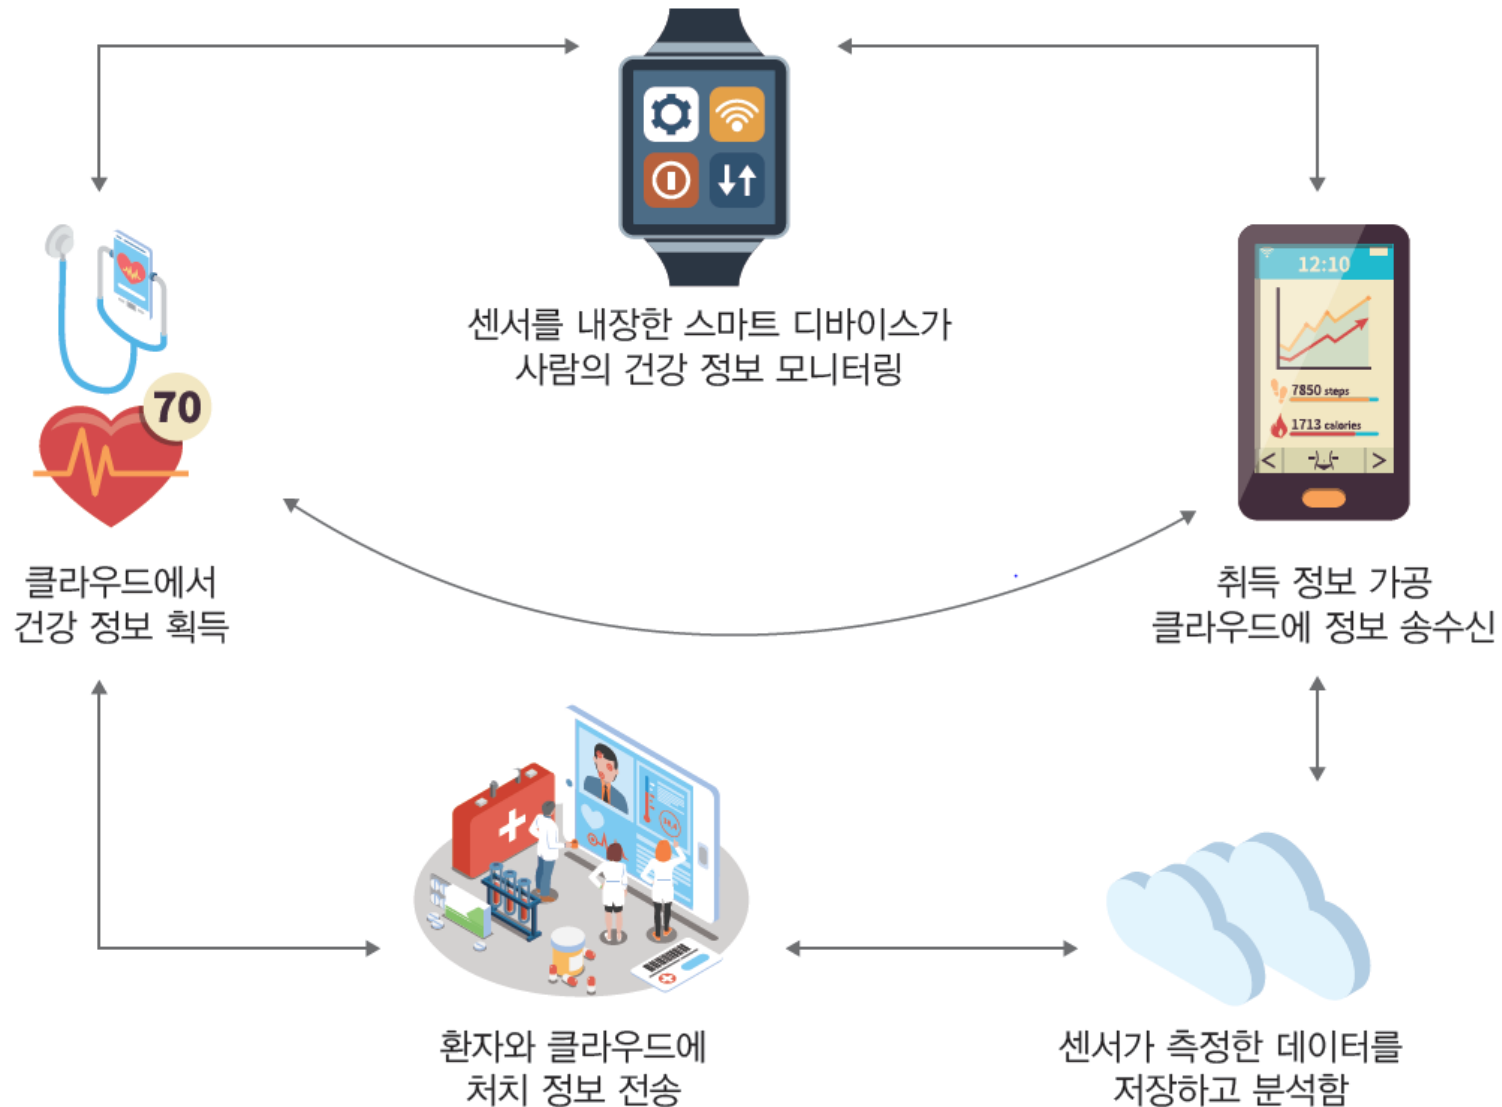 센서를 내장한 스마트 디바이스가
사람의 건강 정보 모니터링
70
클라우드에서
건강 정보 획득
12:10
7850 steps
1713 calories
< >
취득 정보 가공
클라우드에 정보 송수신
환자와 클라우드에
처치 정보 전송
센서가 측정한 데이터를
저장하고 분석함